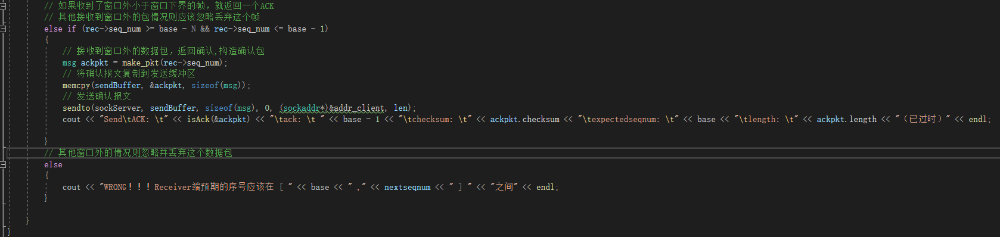 // 如果收到了窗口外小于窗口下界的帧，就返回一个ACK
// 其他接收到窗口外的包情况则应该忽略丢弃这个帧
else if (rec->seq_num >= base - N && rec->seq_num <= base - 1)
{
// 接收到窗口外的数据包，返回确认,构造确认包
msg ackpkt = make_pkt(rec->seq_num);
// 将确认报文复制到发送缓冲区
memcpy(sendBuffer, &ackpkt, sizeof(msg));
// 发送确认报文
sendto(sockServer, sendBuffer, sizeof(msg), 0, (sockaddr*)&addr_client, len);
cout << "Send\tACK: \t" << isAck(&ackpkt) << "\tack: \t " << base - 1 << "\tchecksum: \t" << ackpkt.checksum << "\texpectedseqnum: \t" << base << "\tlength: \t" << ackpkt.length << "（已过时）" << endl;
}
// 其他窗口外的情况则忽略并丢弃这个数据包
else
{
cout << "WRONG！！！Receiver端预期的序号应该在 [ " << base << " ," << nextseqnum << " ] " << "之间" << endl;
}
}
}